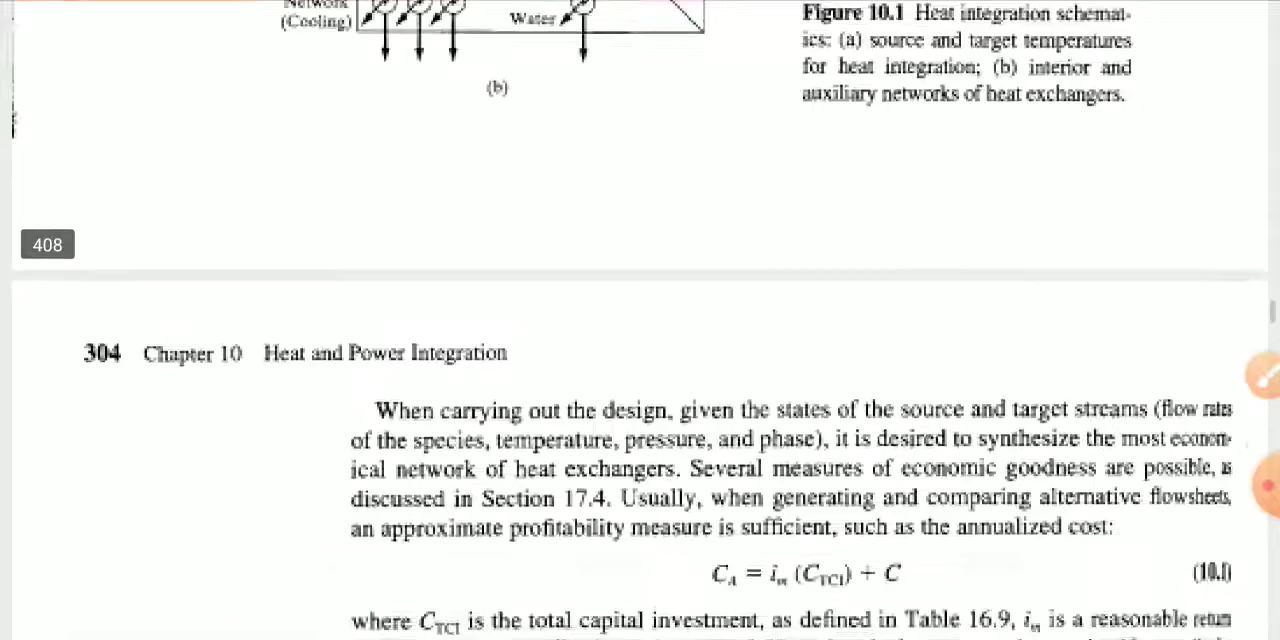 (Cooling)
Water
(b)
Figure 10.1 Heat integration schemat-
ics: (a) source and target temperatures
for heat integration; (b) interior and
auxiliary networks of heat exchangers.
408
304 Chapter 10 Heat and Power Integration
When carrying out the design, given the states of the source and target streams (flow rates
of the species, temperature, pressure, and phase), it is desired to synthesize the most econom-
ical network of heat exchangers. Several measures of economic goodness are possible, as
discussed in Section 17.4. Usually, when generating and comparing alternative flowsheets,
an approximate profitability measure is sufficient, such as the annualized cost:
C_A = i_m (C_TCI) + C (10.1)
where C_TCI is the total capital investment, as defined in Table 16.9, i_m is a reasonable return